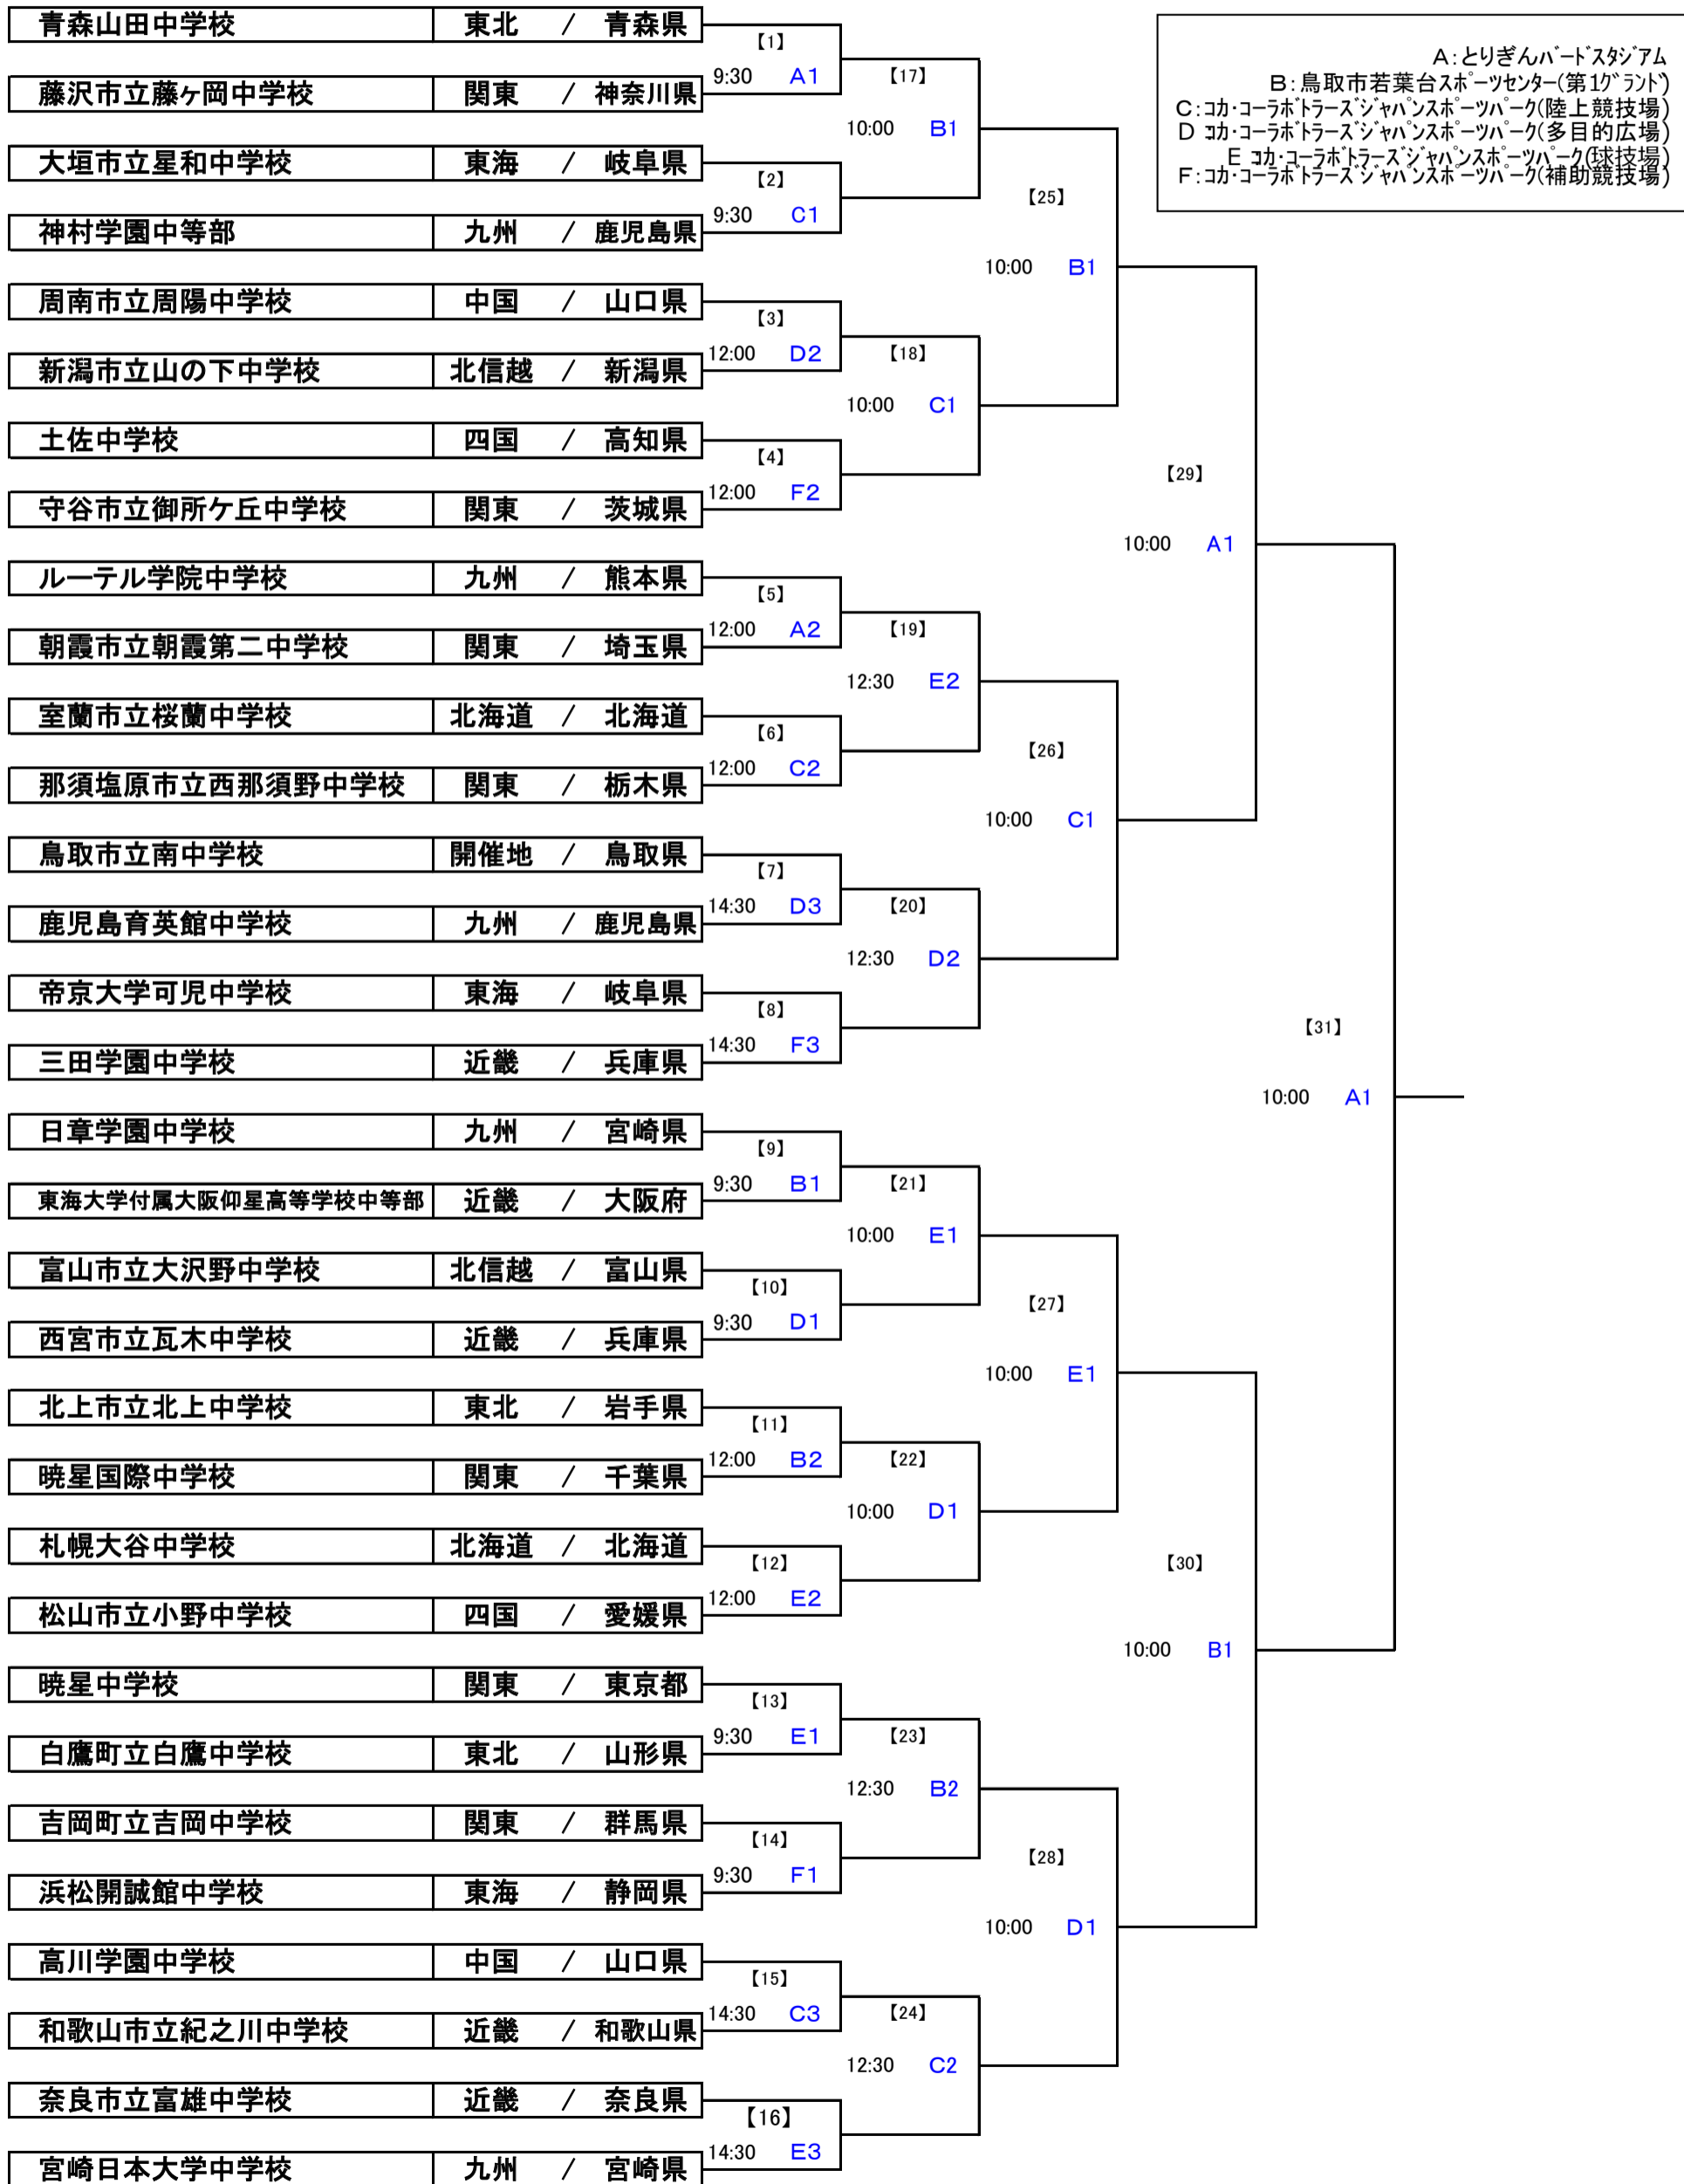 青森山田中学校 東北 / 青森県
【1】
9:30 A1
藤沢市立藤ヶ岡中学校 関東 / 神奈川県
【17】
10:00 B1
大垣市立星和中学校 東海 / 岐阜県
【2】
9:30 C1
神村学園中等部 九州 / 鹿児島県
【25】
10:00 B1
周南市立周陽中学校 中国 / 山口県
【3】
12:00 D2
新潟市立山の下中学校 北信越 / 新潟県
【18】
10:00 C1
土佐中学校 四国 / 高知県
【4】
12:00 F2
守谷市立御所ケ丘中学校 関東 / 茨城県
【29】
10:00 A1
ルーテル学院中学校 九州 / 熊本県
【5】
12:00 A2
朝霞市立朝霞第二中学校 関東 / 埼玉県
【19】
12:30 E2
室蘭市立桜蘭中学校 北海道 / 北海道
【6】
12:00 C2
那須塩原市立西那須野中学校 関東 / 栃木県
【26】
10:00 C1
鳥取市立南中学校 開催地 / 鳥取県
【7】
14:30 D3
鹿児島育英館中学校 九州 / 鹿児島県
【20】
12:30 D2
帝京大学可児中学校 東海 / 岐阜県
【8】
14:30 F3
三田学園中学校 近畿 / 兵庫県
【31】
10:00 A1
日章学園中学校 九州 / 宮崎県
【9】
9:30 B1
東海大学付属大阪仰星高等学校中等部 近畿 / 大阪府
【21】
10:00 E1
富山市立大沢野中学校 北信越 / 富山県
【10】
9:30 D1
西宮市立瓦木中学校 近畿 / 兵庫県
【27】
10:00 E1
北上市立北上中学校 東北 / 岩手県
【11】
12:00 B2
暁星国際中学校 関東 / 千葉県
【22】
10:00 D1
札幌大谷中学校 北海道 / 北海道
【12】
12:00 E2
松山市立小野中学校 四国 / 愛媛県
【30】
10:00 B1
暁星中学校 関東 / 東京都
【13】
9:30 E1
白鷹町立白鷹中学校 東北 / 山形県
【23】
12:30 B2
吉岡町立吉岡中学校 関東 / 群馬県
【14】
9:30 F1
浜松開誠館中学校 東海 / 静岡県
【28】
10:00 D1
高川学園中学校 中国 / 山口県
【15】
14:30 C3
和歌山市立紀之川中学校 近畿 / 和歌山県
【24】
12:30 C2
奈良市立富雄中学校 近畿 / 奈良県
【16】
14:30 E3
宮崎日本大学中学校 九州 / 宮崎県
A:とりぎんバードスタジアム
B:鳥取市若葉台スポーツセンター(第1グランド)
C:コカ・コーラボトラーズジャパンスポーツパーク(陸上競技場)
D コカ・コーラボトラーズジャパンスポーツパーク(多目的広場)
E コカ・コーラボトラーズジャパンスポーツパーク(球技場)
F:コカ・コーラボトラーズジャパンスポーツパーク(補助競技場)